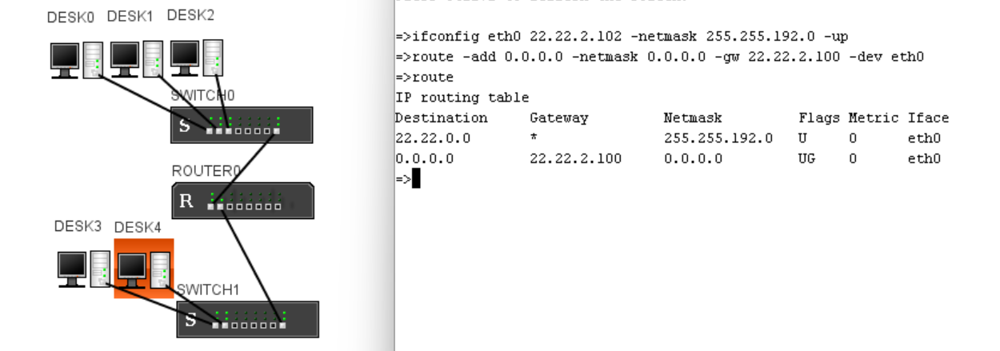 DESK0 DESK1 DESK2
SWITCH0
S
ROUTER0
R
DESK3 DESK4
SWITCH1
S
=>ifconfig eth0 22.22.2.102 -netmask 255.255.192.0 -up
=>route -add 0.0.0.0 -netmask 0.0.0.0 -gw 22.22.2.100 -dev eth0
=>route
IP routing table
Destination Gateway Netmask Flags Metric Iface
22.22.0.0 * 255.255.192.0 U 0 eth0
0.0.0.0 22.22.2.100 0.0.0.0 UG 0 eth0
=>